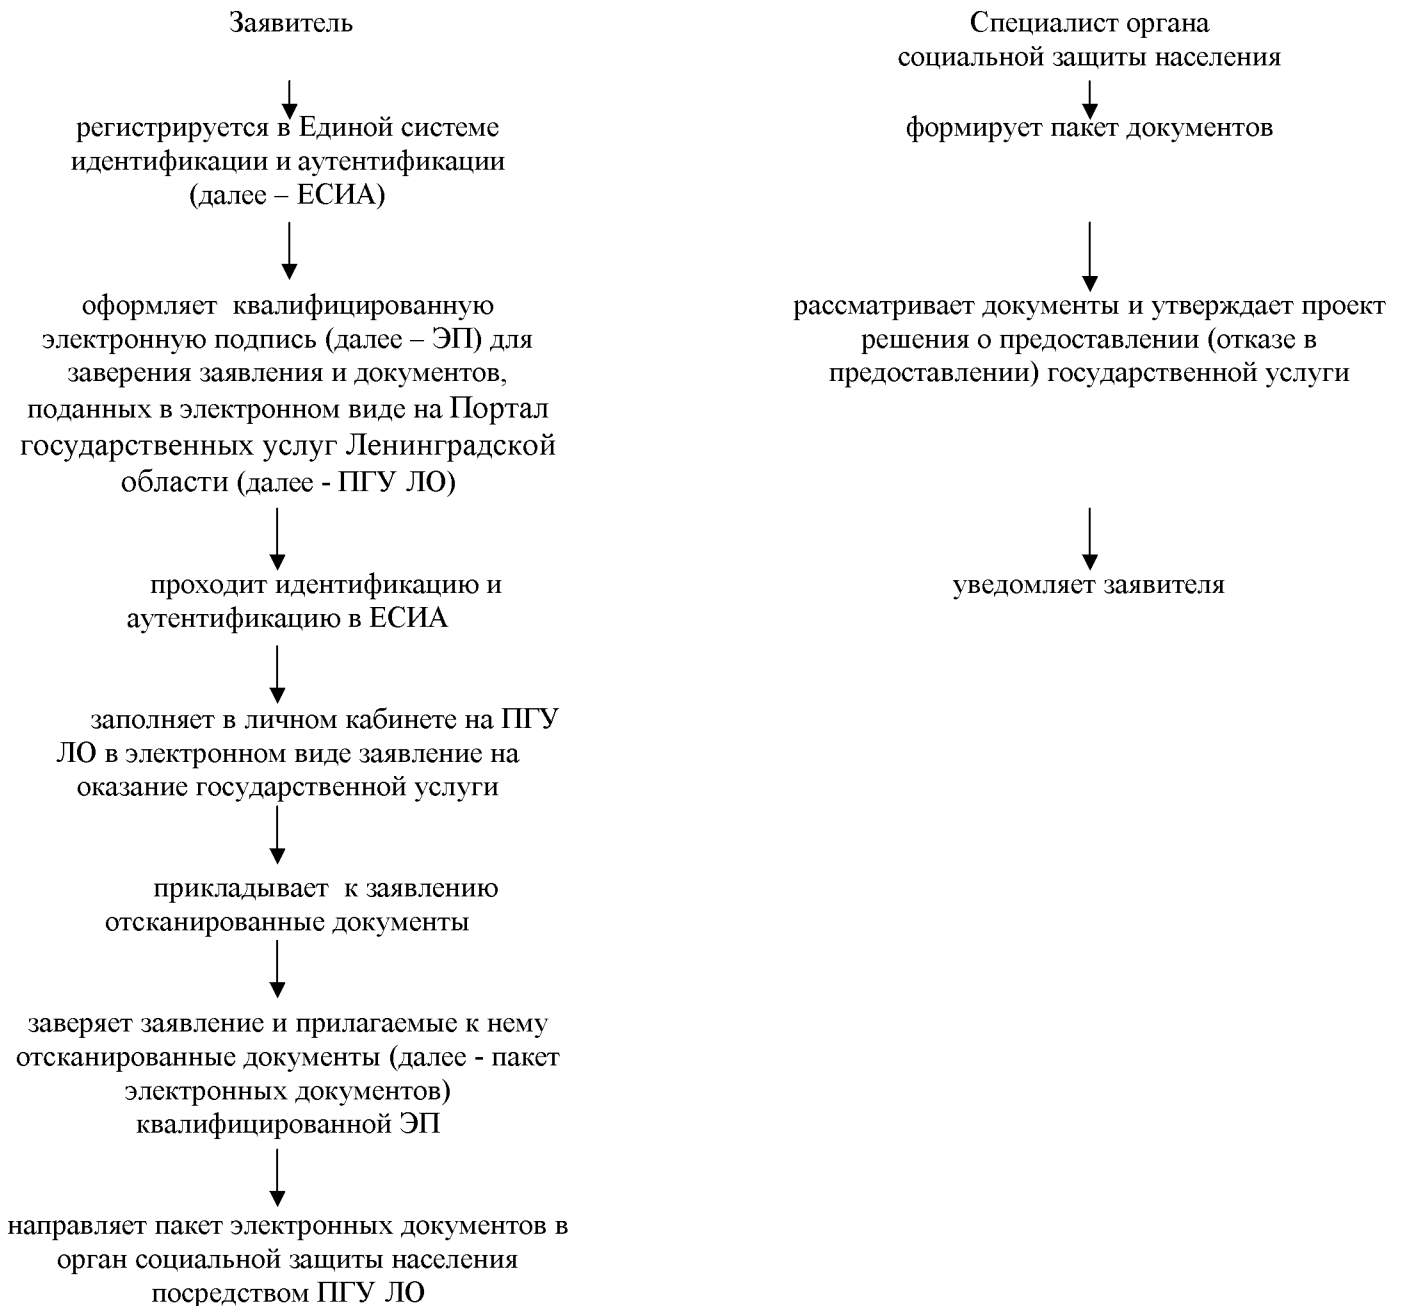 Заявитель
регистрируется в Единой системе
идентификации и аутентификации
(далее – ЕСИА)
оформляет квалифицированную
электронную подпись (далее – ЭП) для
заверения заявления и документов,
поданных в электронном виде на Портал
государственных услуг Ленинградской
области (далее - ПГУ ЛО)
проходит идентификацию и
аутентификацию в ЕСИА
заполняет в личном кабинете на ПГУ
ЛО в электронном виде заявление на
оказание государственной услуги
прикладывает к заявлению
отсканированные документы
заверяет заявление и прилагаемые к нему
отсканированные документы (далее - пакет
электронных документов)
квалифицированной ЭП
направляет пакет электронных документов в
орган социальной защиты населения
посредством ПГУ ЛО
Специалист органа
социальной защиты населения
формирует пакет документов
рассматривает документы и утверждает проект
решения о предоставлении (отказе в
предоставлении) государственной услуги
уведомляет заявителя